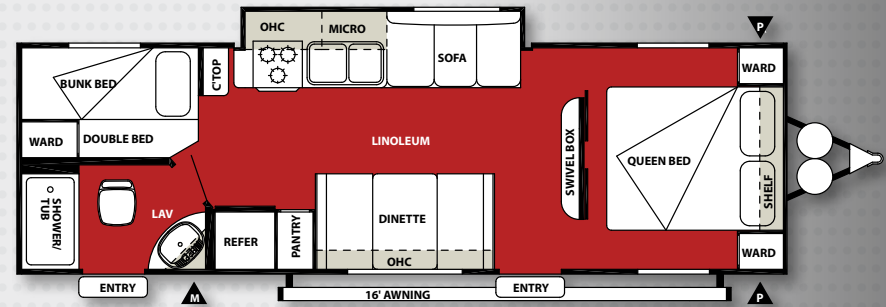 OHC
MICRO
SOFA
C'TOP
BUNK BED
WARD
DOUBLE BED
LINOLEUM
SWIVEL BOX
QUEEN BED
SHELF
WARD
WARD
P
P
SHOWER/
TUB
LAV
REFER
PANTRY
DINETTE
OHC
ENTRY
M
16' AWNING
ENTRY